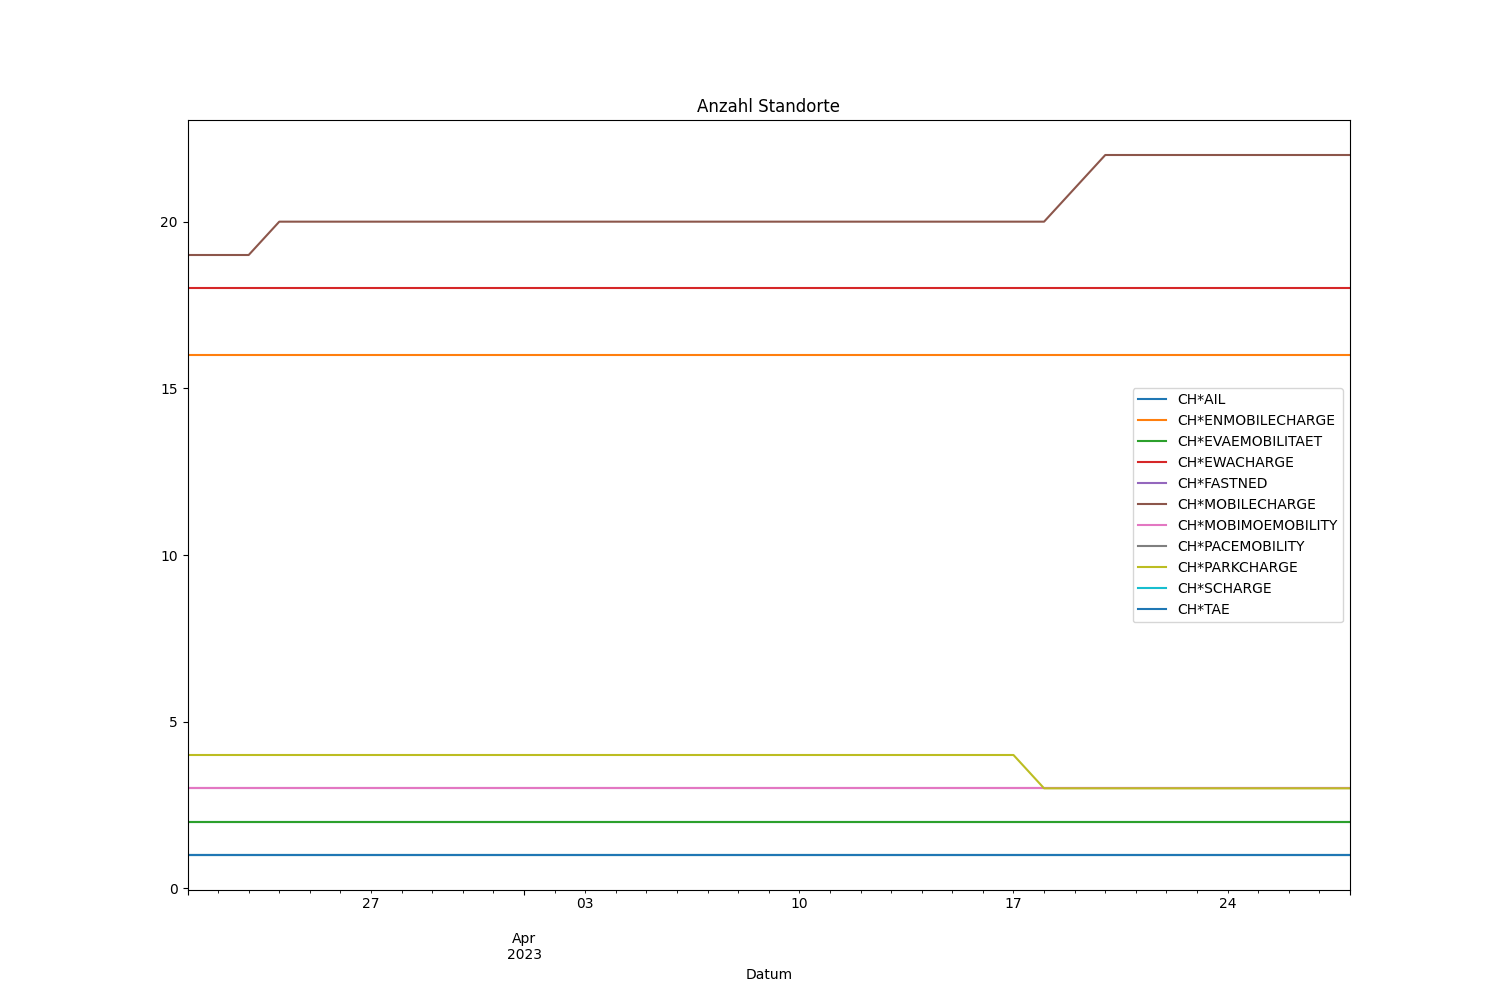 Anzahl Standorte
20
15
10
5
0
CH*AIL
CH*ENMOBILECHARGE
CH*EVAEMOBILITAET
CH*EWACHARGE
CH*FASTNED
CH*MOBILECHARGE
CH*MOBIMOEMOBILITY
CH*PACEMOBILITY
CH*PARKCHARGE
CH*SCHARGE
CH*TAE
27 03 10 17 24
Apr
2023
Datum